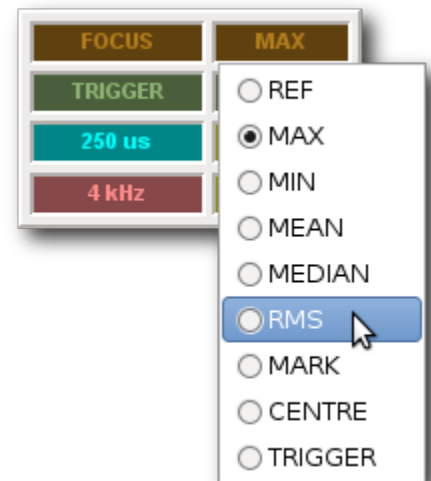 FOCUS MAX
TRIGGER
250 us
4 kHz
REF
MAX
MIN
MEAN
MEDIAN
RMS
MARK
CENTRE
TRIGGER